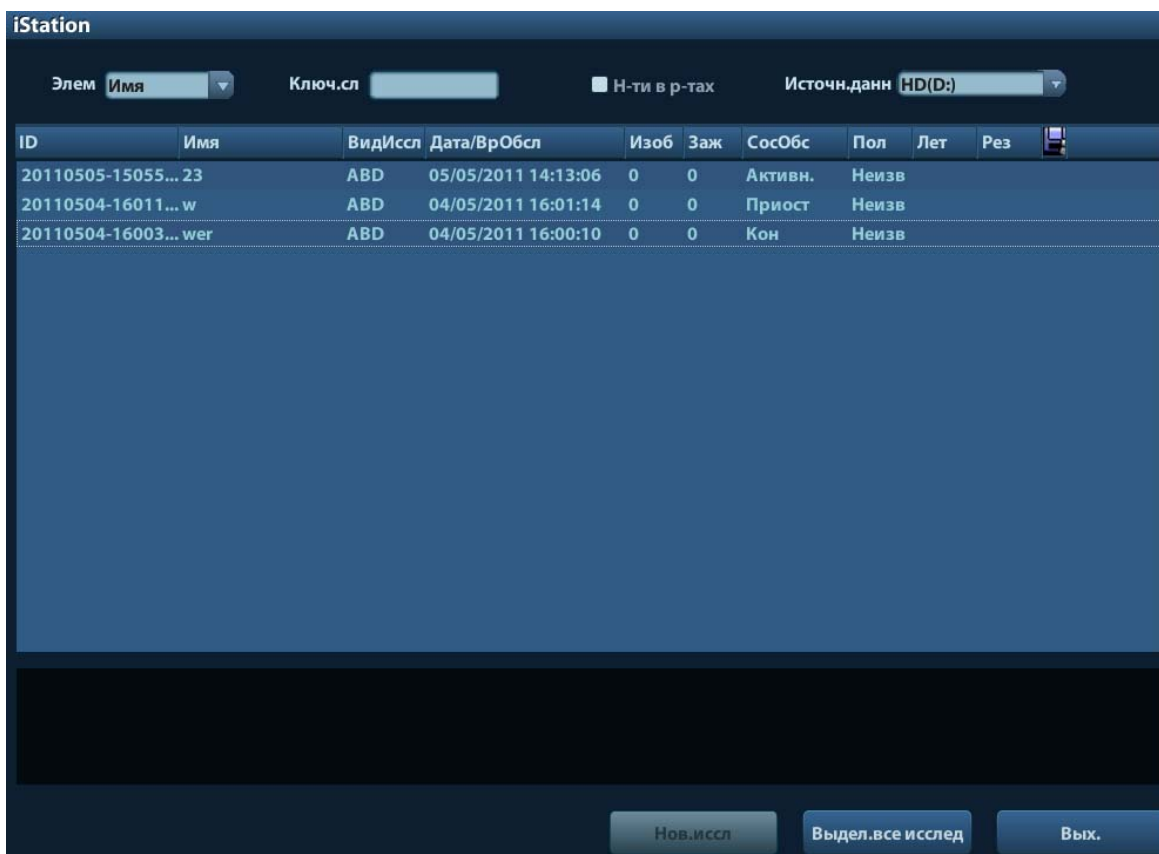 iStation
Элем Имя Ключ.сл Н-ти в р-тах Источн.данн HD(D:)
ID Имя ВидИссл Дата/ВрОбсл Изоб Заж СосОбс Пол Лет Рез
20110505-15055... 23 ABD 05/05/2011 14:13:06 0 0 Активн. Неизв
20110504-16011... w ABD 04/05/2011 16:01:14 0 0 Приост Неизв
20110504-16003... wer ABD 04/05/2011 16:00:10 0 0 Кон Неизв
Нов.иссл Выдел.все исслед Вых.